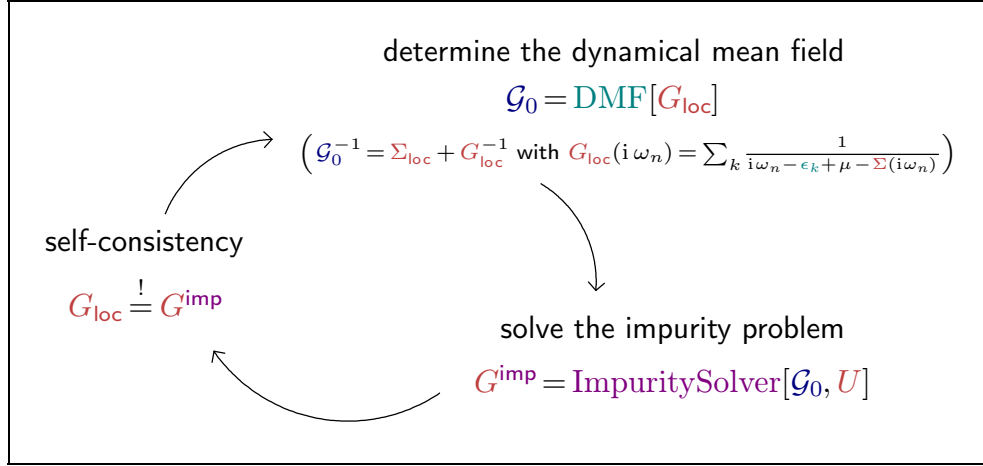 determine the dynamical mean field
𝒢₀ = DMF[G_loc]
(𝒢₀⁻¹ = Σ_loc + G_loc⁻¹ with G_loc(i ω_n) = ∑_k 1/(i ω_n − ϵ_k + μ − Σ(i ω_n)))
self-consistency
G_loc =! G^imp
solve the impurity problem
G^imp = ImpuritySolver[𝒢₀, U]